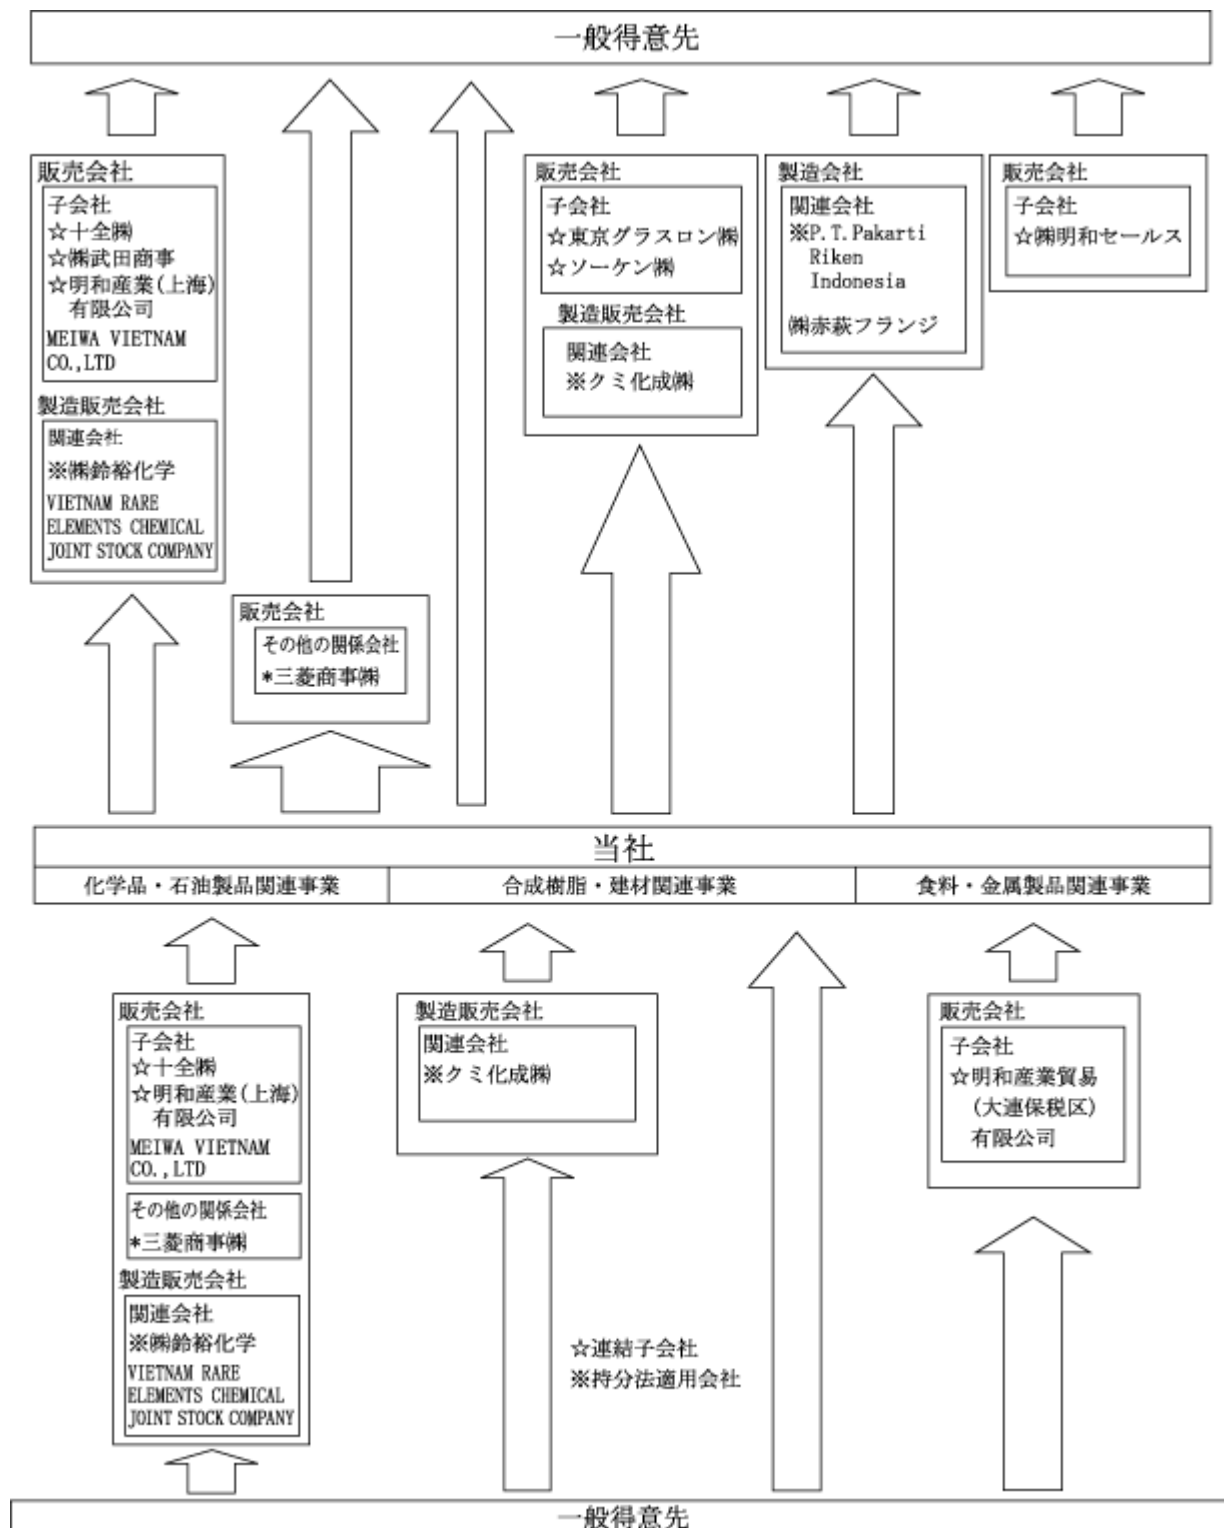 一般得意先
販売会社
子会社
☆十全㈱
☆㈱武田商事
☆明和産業(上海)
有限公司
MEIWA VIETNAM
CO.,LTD
製造販売会社
関連会社
※㈱鈴裕化学
VIETNAM RARE
ELEMENTS CHEMICAL
JOINT STOCK COMPANY
販売会社
その他の関係会社
*三菱商事㈱
販売会社
子会社
☆東京グラスロン㈱
☆ソーケン㈱
製造販売会社
関連会社
※クミ化成㈱
製造会社
関連会社
※P.T.Pakarti
Riken
Indonesia
㈱赤萩フランジ
販売会社
子会社
☆㈱明和セールス
当社
化学品・石油製品関連事業
合成樹脂・建材関連事業
食料・金属製品関連事業
販売会社
子会社
☆十全㈱
☆明和産業(上海)
有限公司
MEIWA VIETNAM
CO.,LTD
その他の関係会社
*三菱商事㈱
製造販売会社
関連会社
※㈱鈴裕化学
VIETNAM RARE
ELEMENTS CHEMICAL
JOINT STOCK COMPANY
製造販売会社
関連会社
※クミ化成㈱
販売会社
子会社
☆明和産業貿易
(大連保税区)
有限公司
☆連結子会社
※持分法適用会社
一般得意先